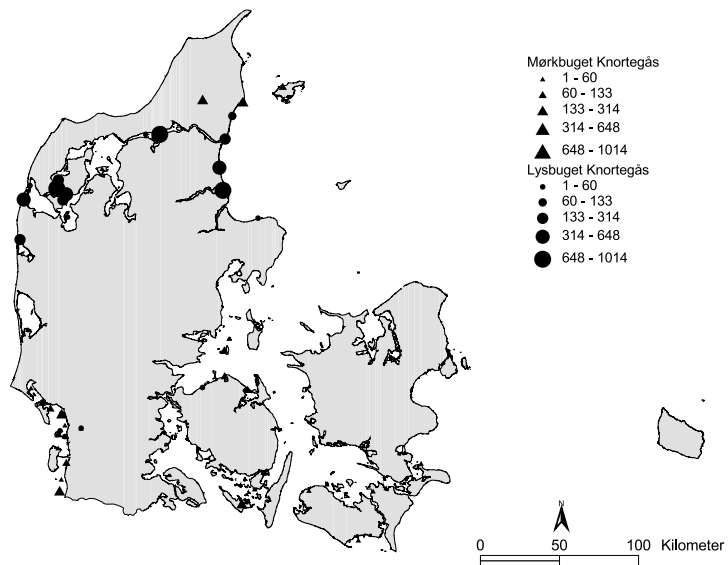 Mørkbuget Knortegås
1 - 60
60 - 133
133 - 314
314 - 648
648 - 1014
Lysbuget Knortegås
1 - 60
60 - 133
133 - 314
314 - 648
648 - 1014
N
0 50 100 Kilometer